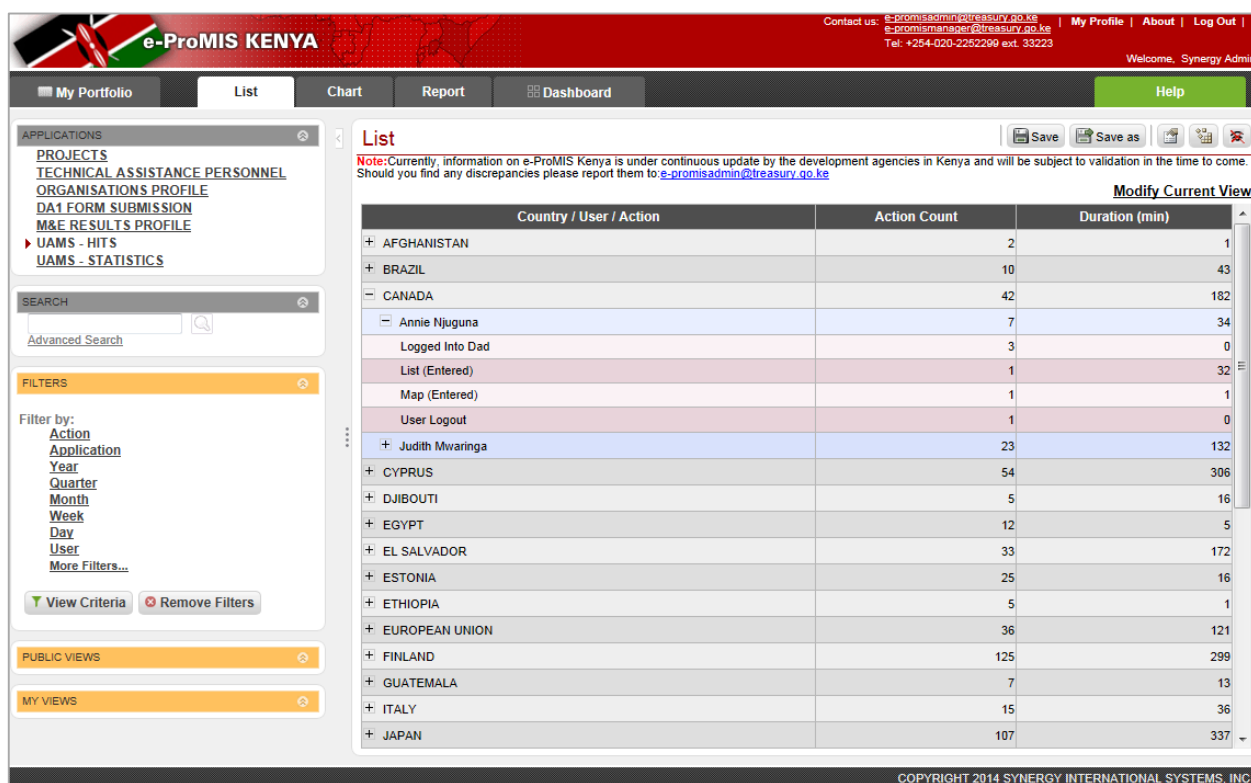 e-ProMIS KENYA
Contact us: e-promisadmin@treasury.go.ke | My Profile | About | Log Out |
e-promismanager@treasury.go.ke
Tel: +254-020-2252299 ext. 33223
Welcome, Synergy Admi
My Portfolio List Chart Report Dashboard Help
APPLICATIONS
PROJECTS
TECHNICAL ASSISTANCE PERSONNEL
ORGANISATIONS PROFILE
DA1 FORM SUBMISSION
M&E RESULTS PROFILE
UAMS - HITS
UAMS - STATISTICS
SEARCH
Advanced Search
FILTERS
Filter by:
Action
Application
Year
Quarter
Month
Week
Day
User
More Filters...
View Criteria Remove Filters
PUBLIC VIEWS
MY VIEWS
List Save Save as
Note:Currently, information on e-ProMIS Kenya is under continuous update by the development agencies in Kenya and will be subject to validation in the time to come.
Should you find any discrepancies please report them to:e-promisadmin@treasury.go.ke
Modify Current View
Country / User / Action Action Count Duration (min)
+ AFGHANISTAN 2 1
+ BRAZIL 10 43
− CANADA 42 182
− Annie Njuguna 7 34
Logged Into Dad 3 0
List (Entered) 1 32
Map (Entered) 1 1
User Logout 1 0
+ Judith Mwaringa 23 132
+ CYPRUS 54 306
+ DJIBOUTI 5 16
+ EGYPT 12 5
+ EL SALVADOR 33 172
+ ESTONIA 25 16
+ ETHIOPIA 5 1
+ EUROPEAN UNION 36 121
+ FINLAND 125 299
+ GUATEMALA 7 13
+ ITALY 15 36
+ JAPAN 107 337
COPYRIGHT 2014 SYNERGY INTERNATIONAL SYSTEMS, INC